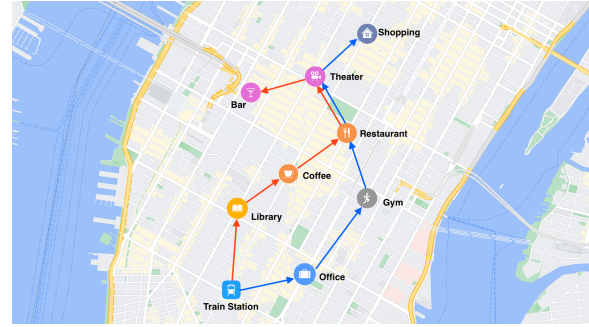 Shopping
Theater
Bar
Restaurant
Coffee
Gym
Library
Office
Train Station